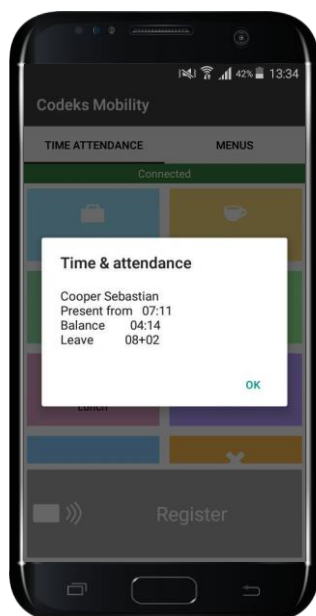 42% 13:34
Codeks Mobility
TIME ATTENDANCE MENUS
Connected
Time & attendance
Cooper Sebastian
Present from 07:11
Balance 04:14
Leave 08+02
OK
Lunch
Register